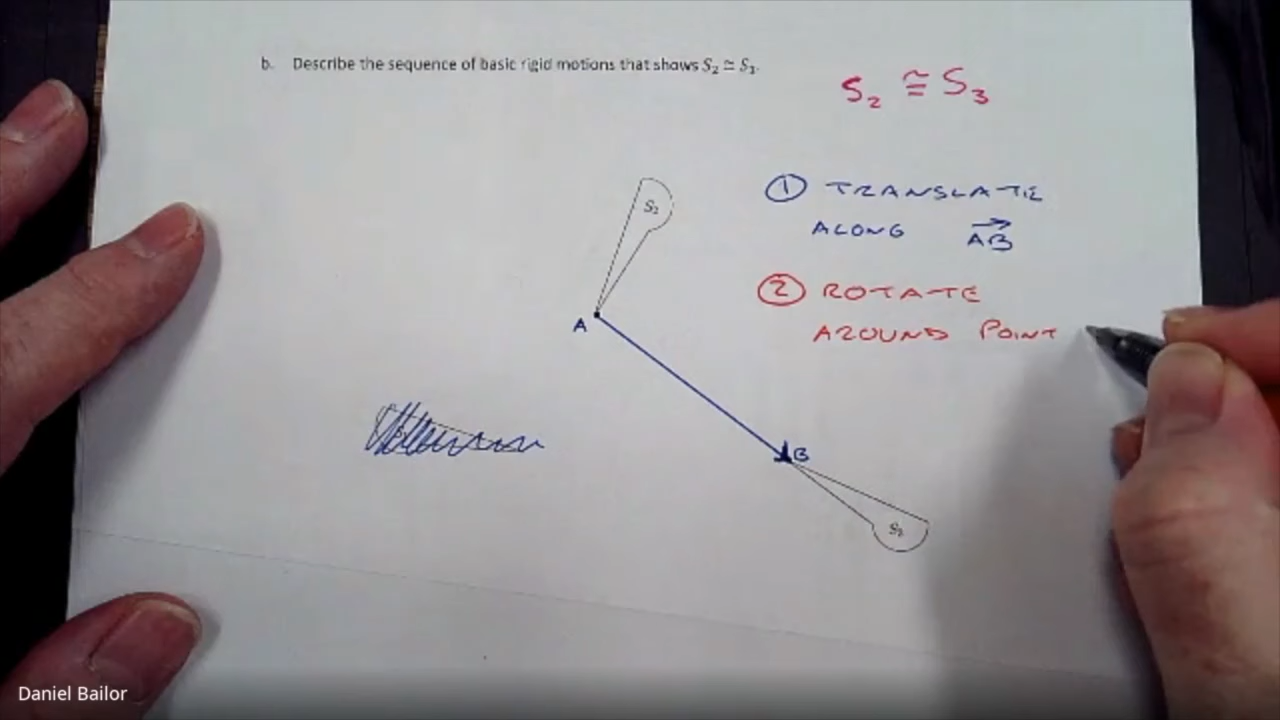 b. Describe the sequence of basic rigid motions that shows S₂ ≅ S₃.
S₂ ≅ S₃
① TRANSLATE
ALONG AB
② ROTATE
AROUND POINT
S₂
A
B
Daniel Bailor